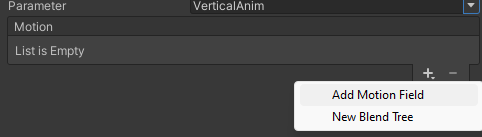 Parameter VerticalAnim
Motion
List is Empty
Add Motion Field
New Blend Tree